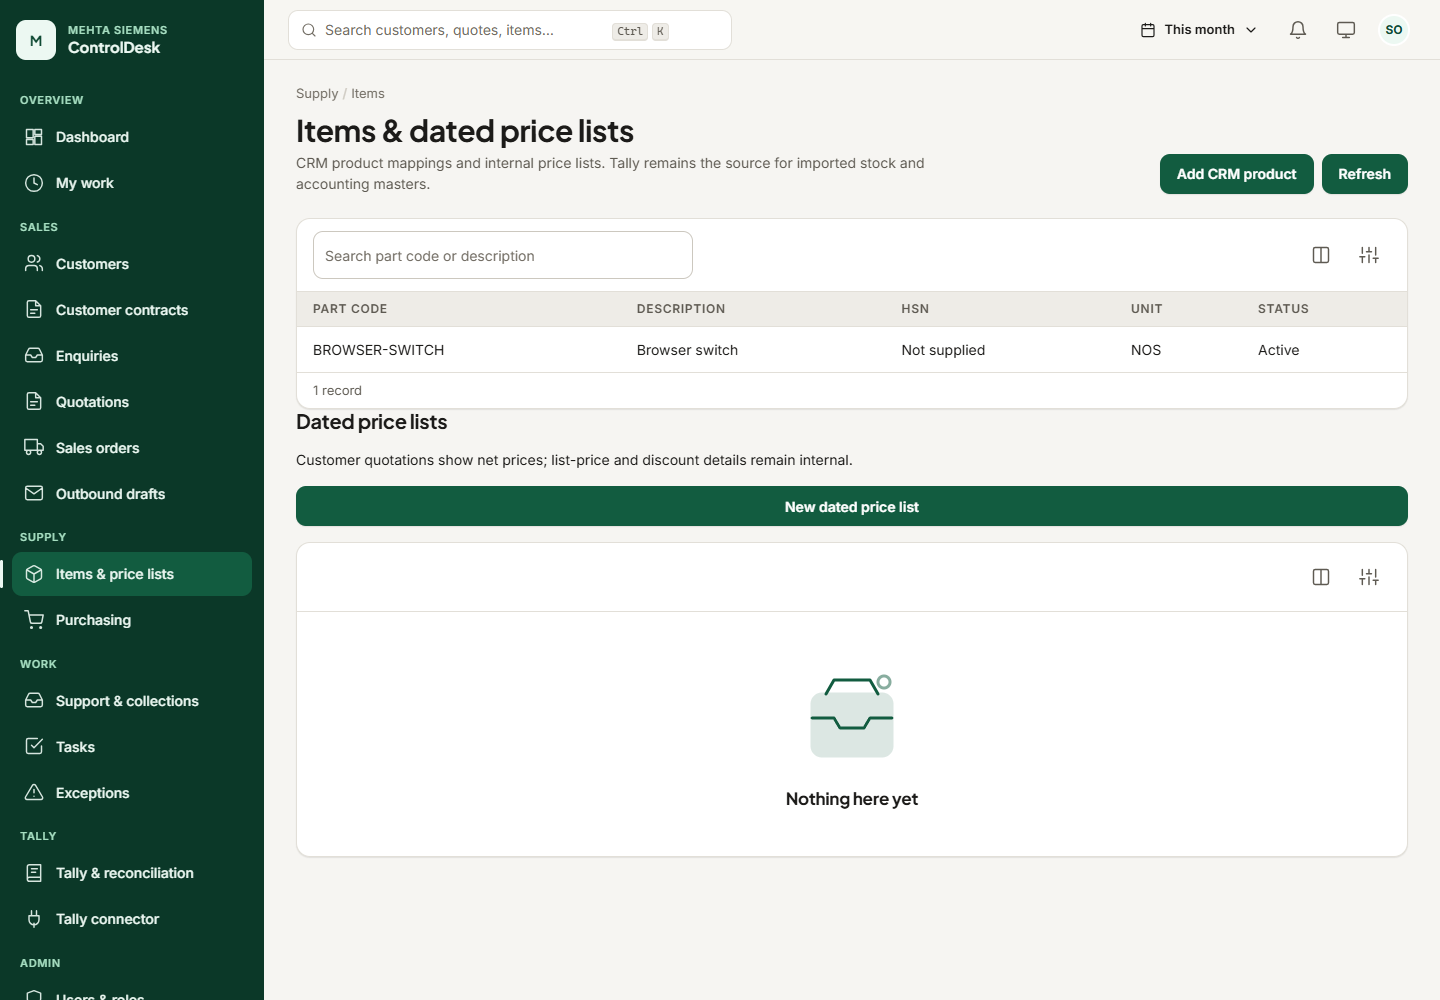 M
MEHTA SIEMENS
ControlDesk
OVERVIEW
Dashboard
My work
SALES
Customers
Customer contracts
Enquiries
Quotations
Sales orders
Outbound drafts
SUPPLY
Items & price lists
Purchasing
WORK
Support & collections
Tasks
Exceptions
TALLY
Tally & reconciliation
Tally connector
ADMIN
Users & roles
Search customers, quotes, items... Ctrl K
This month
SO
Supply / Items
Items & dated price lists
CRM product mappings and internal price lists. Tally remains the source for imported stock and
accounting masters.
Add CRM product
Refresh
Search part code or description
PART CODE DESCRIPTION HSN UNIT STATUS
BROWSER-SWITCH Browser switch Not supplied NOS Active
1 record
Dated price lists
Customer quotations show net prices; list-price and discount details remain internal.
New dated price list
Nothing here yet